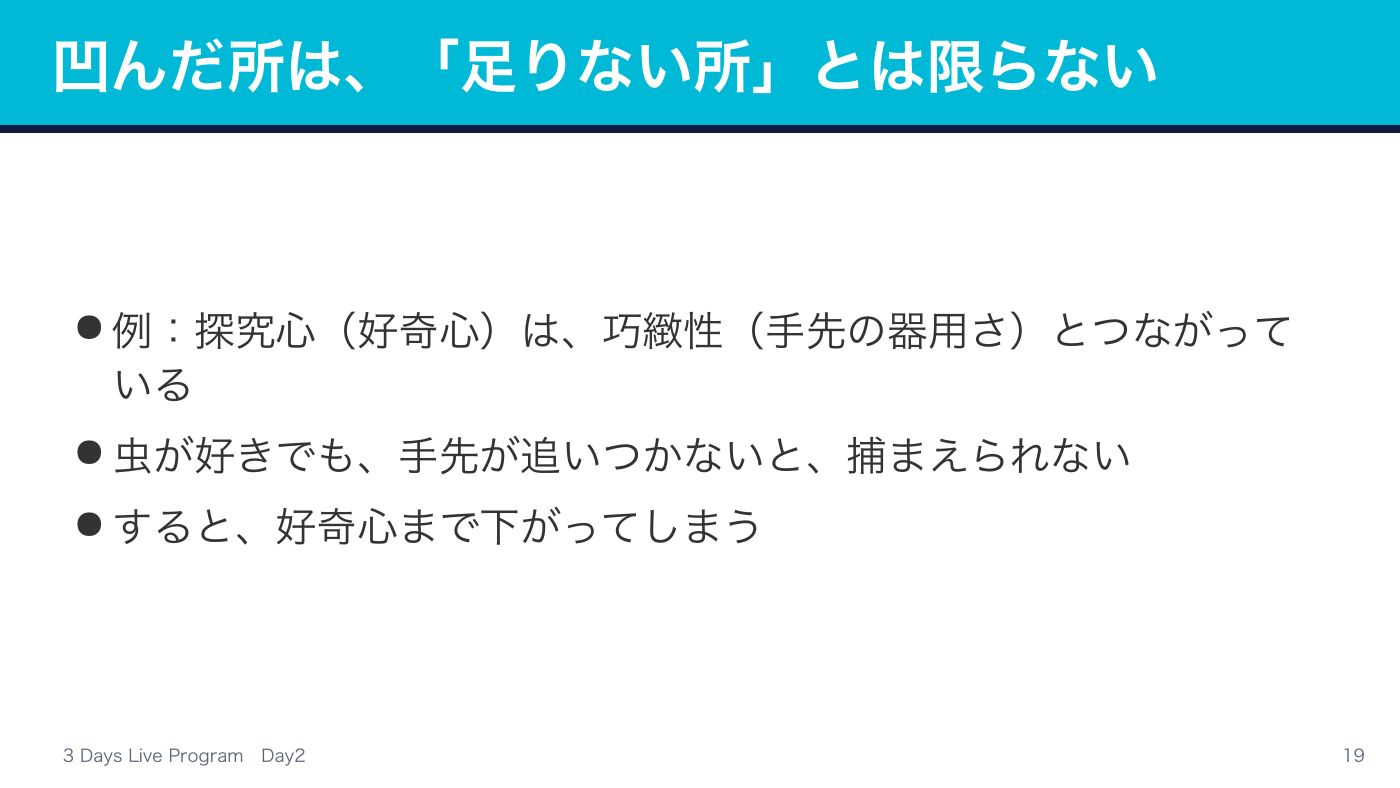 凹んだ所は、「足りない所」とは限らない
●例：探究心（好奇心）は、巧緻性（手先の器用さ）とつながって
いる
●虫が好きでも、手先が追いつかないと、捕まえられない
●すると、好奇心まで下がってしまう
3 Days Live Program　Day2
19